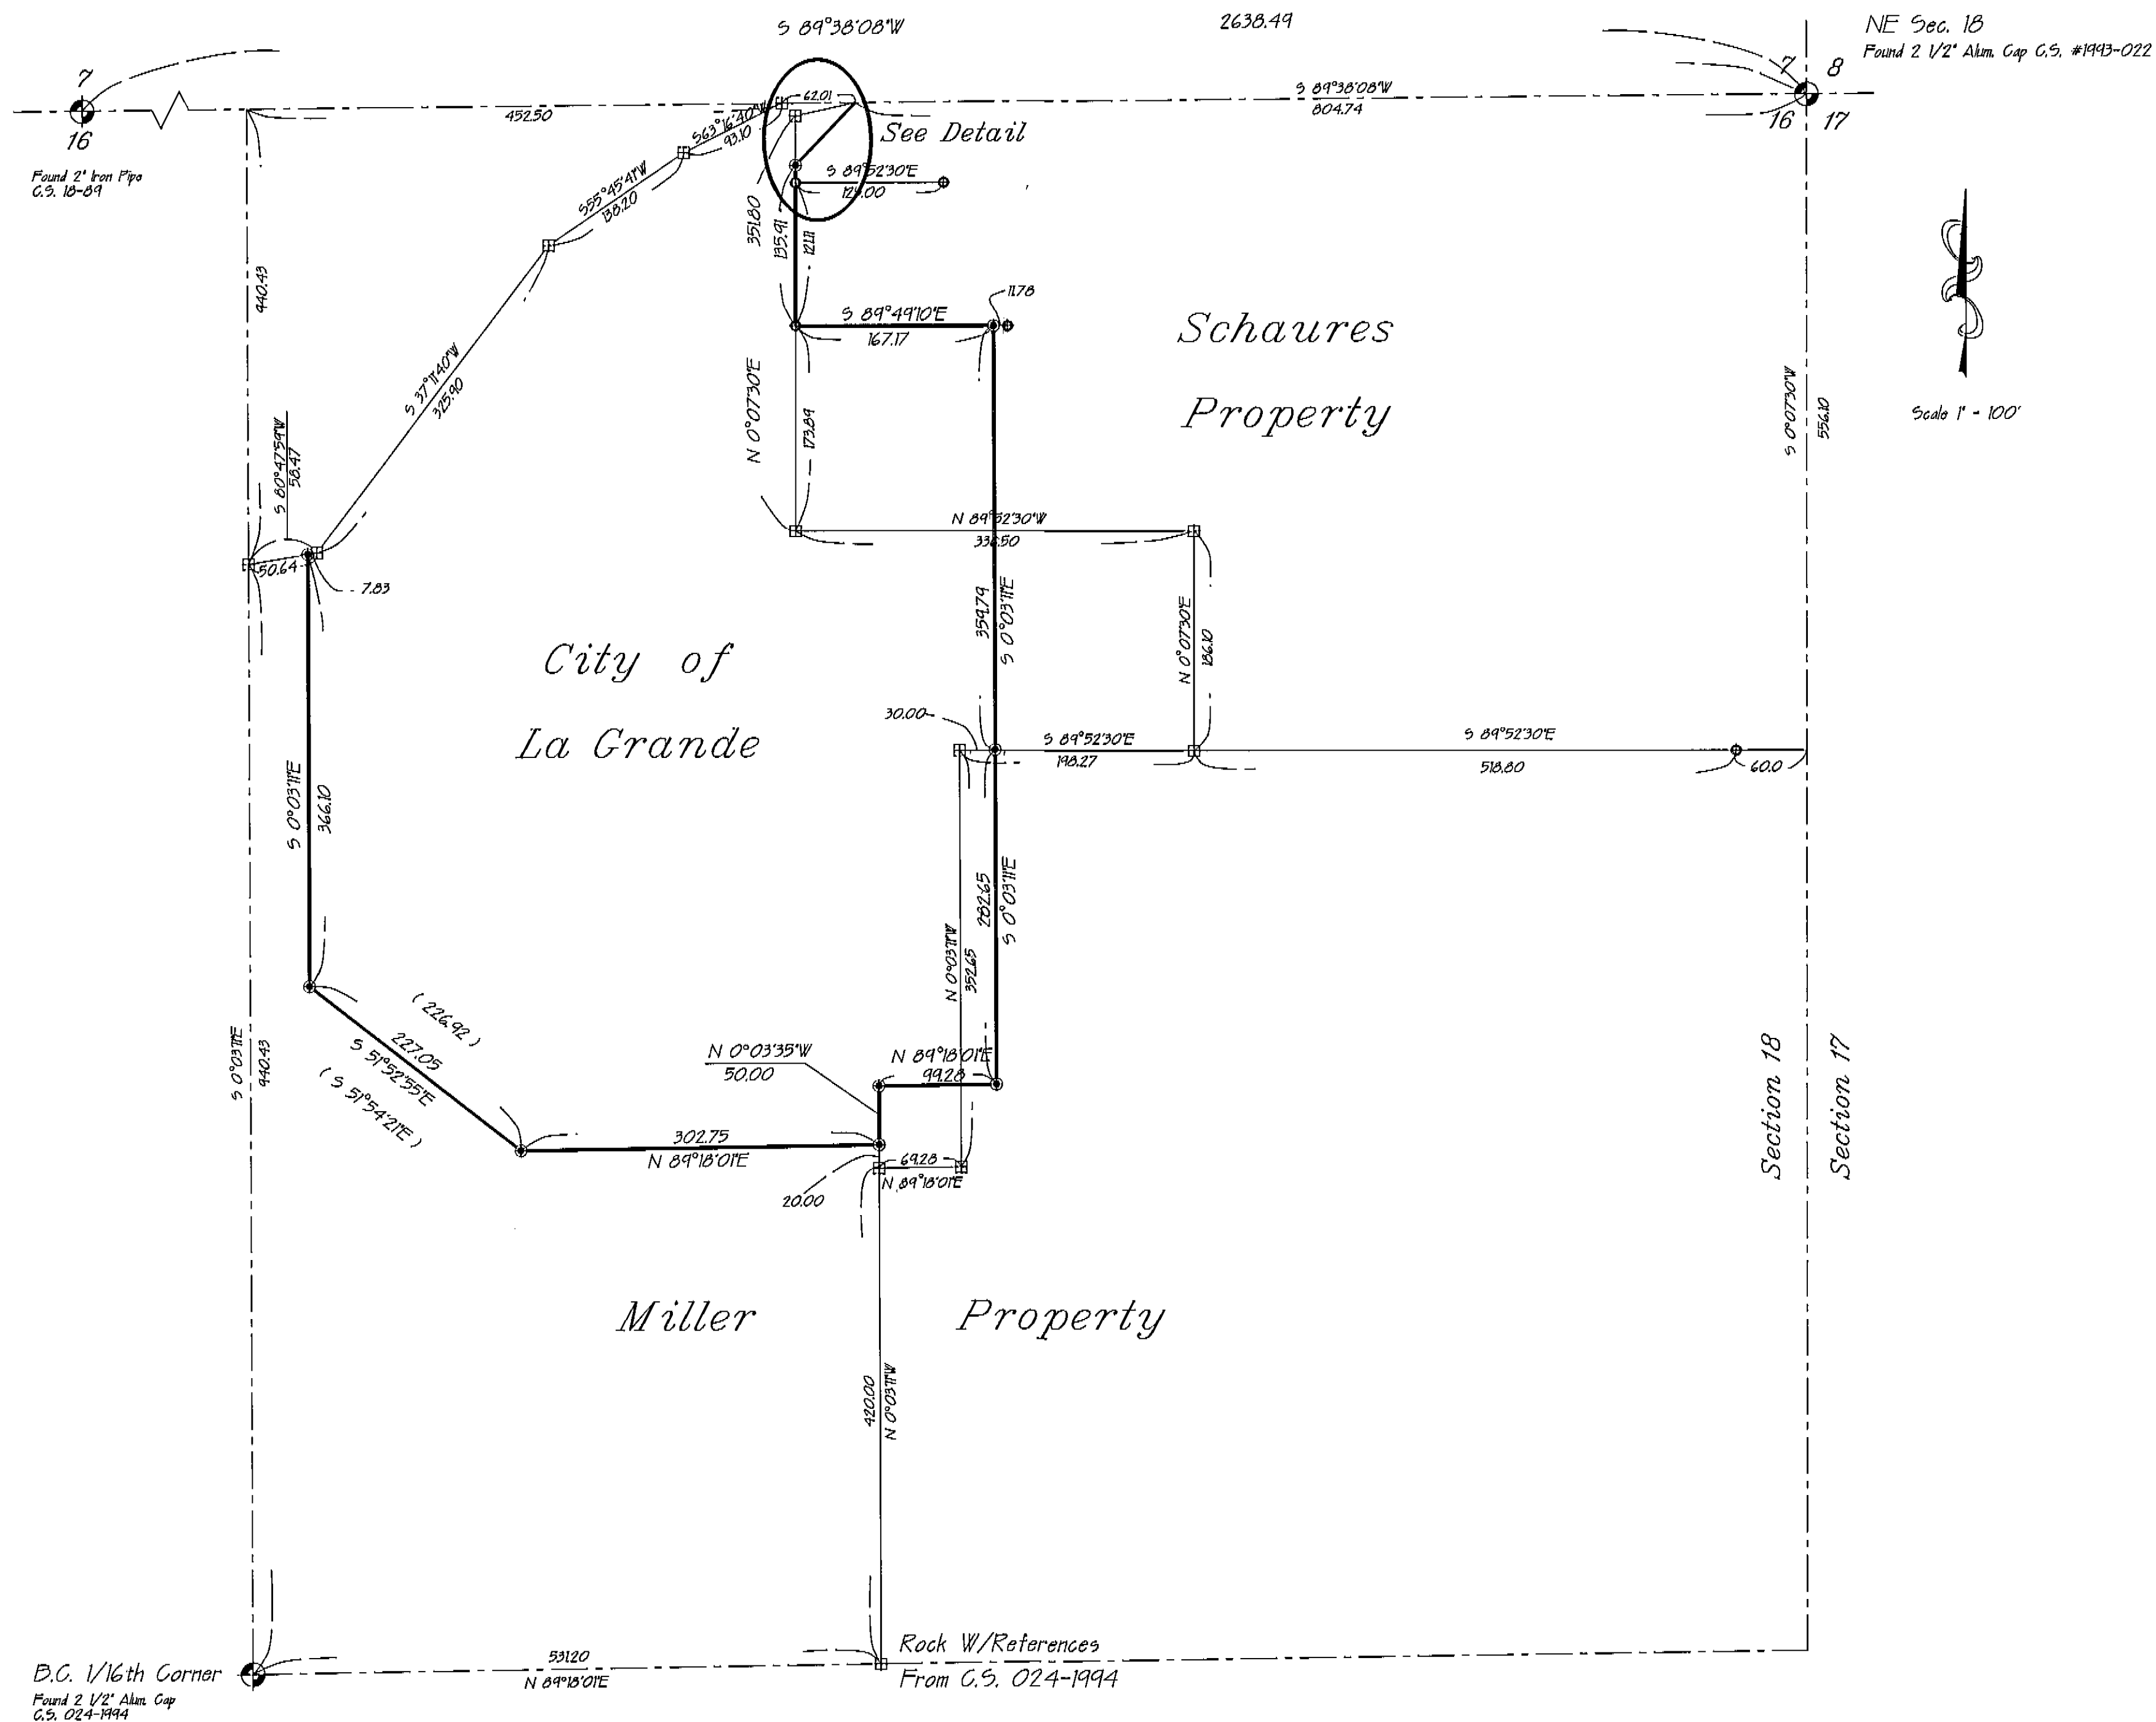 S 89°38'08"W
2638.49
NE Sec. 18
Found 2 1/2" Alum. Cap C.S. #1993-022
7
16
Found 2" Iron Pipe
C.S. 18-89
7
8
16
17
S 89°38'08"W
804.74
452.50
62.01
S63°16'40"W
93.10
See Detail
S 89°52'30"E
125.00
S55°45'41"W
138.20
351.80
135.91
121.11
940.43
11.78
S 89°49'10"E
167.17
Schaures
Property
S 0°07'30"W
556.10
Scale 1" = 100'
S 37°11'40"W
325.90
N 0°07'30"E
173.89
S 80°47'59"W
58.47
N 89°52'30"W
336.50
50.64
7.83
359.79
S 0°03'11"E
N 0°07'30"E
186.10
City of
La Grande
30.00
S 89°52'30"E
198.27
S 89°52'30"E
518.80
60.0
S 0°03'11"E
366.10
282.65
S 0°03'11"E
N 0°03'11"W
352.65
(226.92)
227.05
S 51°52'55"E
(S 51°54'21"E)
S 0°03'11"E
940.43
N 0°03'35"W
50.00
N 89°18'01"E
99.28
Section 18
Section 17
302.75
N 89°18'01"E
69.28
N 89°18'01"E
20.00
Miller Property
420.00
N 0°03'11"W
B.C. 1/16th Corner
Found 2 1/2" Alum. Cap
C.S. 024-1994
531.20
N 89°18'01"E
Rock W/References
From C.S. 024-1994